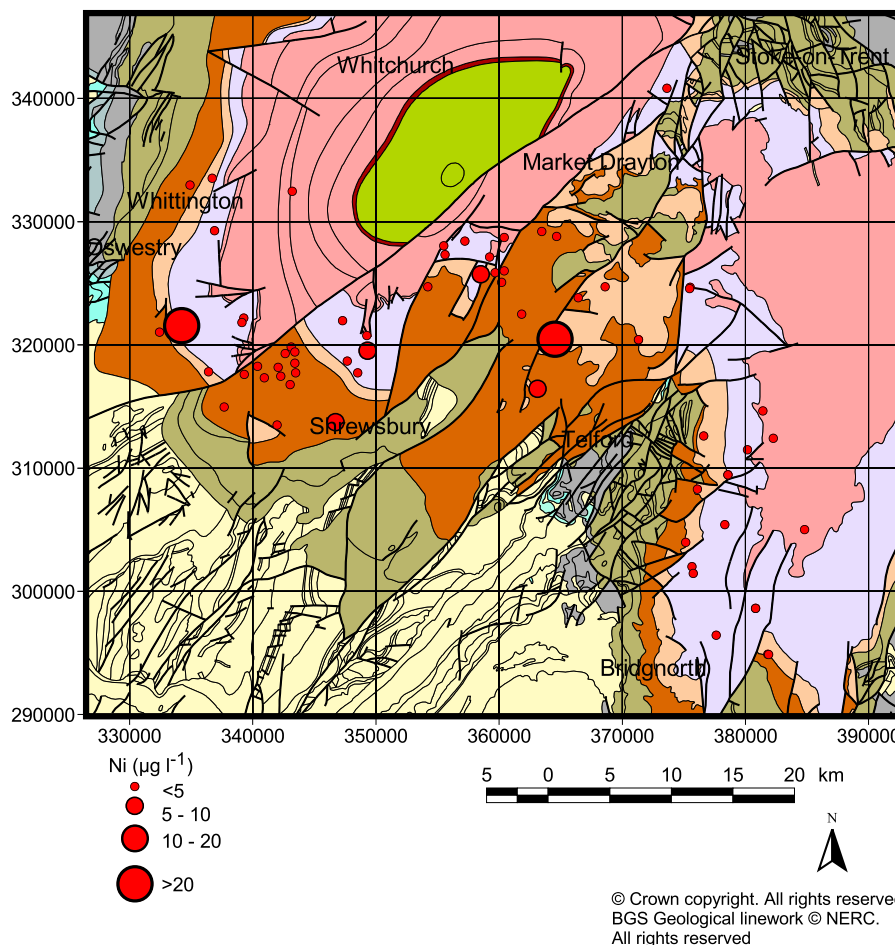 Whitchurch
Stoke-on-Trent
340000
Market Drayton
Whittington
330000
Oswestry
320000
Shrewsbury
Telford
310000
300000
Bridgnorth
290000
330000 340000 350000 360000 370000 380000 390000
Ni (µg l-1)
<5
5 - 10
10 - 20
>20
5 0 5 10 15 20 km
N
© Crown copyright. All rights reserve
BGS Geological linework © NERC.
All rights reserved